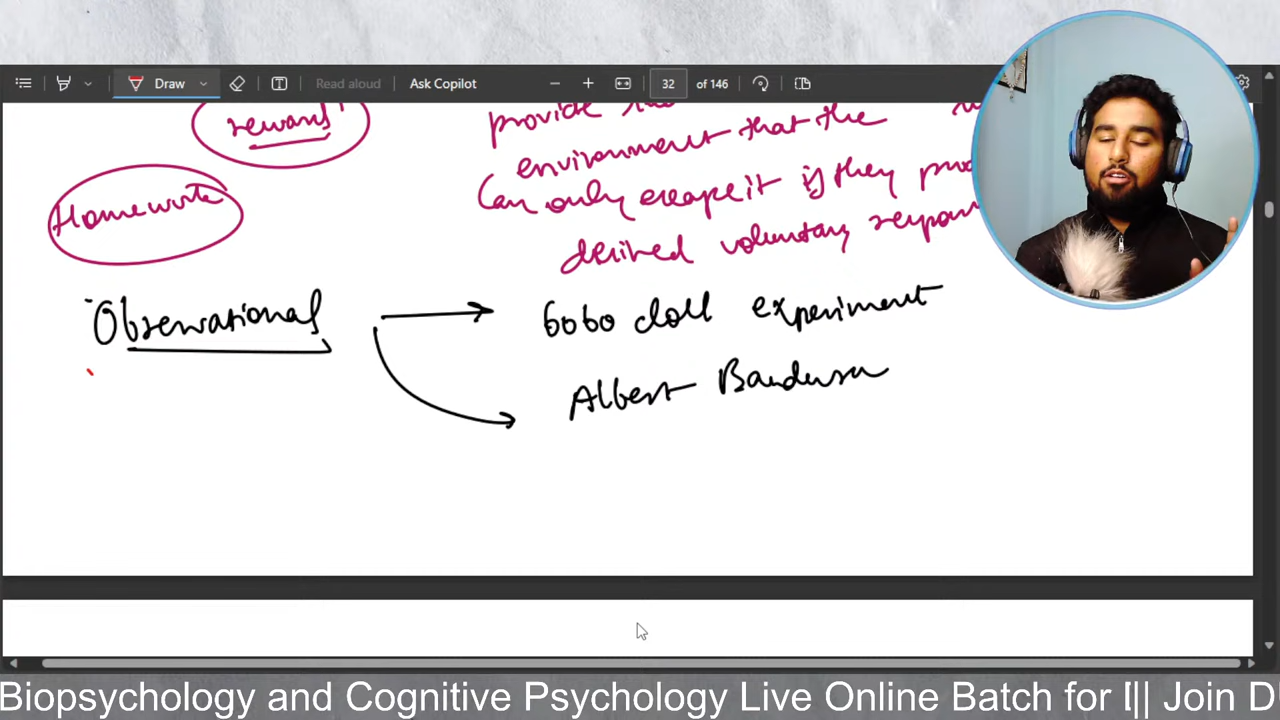 Draw
Read aloud
Ask Copilot
32 of 146
reward
provide
environment that the
Homework
Can only escape it if they
desired voluntary
Observational
bobo doll experiment
Albert Bandura
Biopsychology and Cognitive Psychology Live Online Batch for || Join